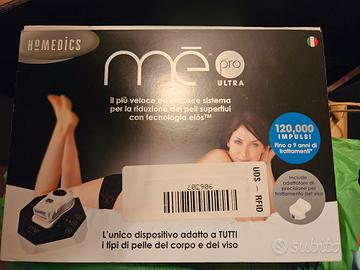 HOMEDICS
mē™ pro
ULTRA
il più veloce ed efficace sistema
per la riduzione dei peli superflui
con tecnologia elōs™
120,000
IMPULSI
Fino a 9 anni di
trattamenti*
Include
adattatore di
precisione per
trattamento del viso
UDS - RFID
906507
L'unico dispositivo adatto a TUTTI
i tipi di pelle del corpo e del viso
subito